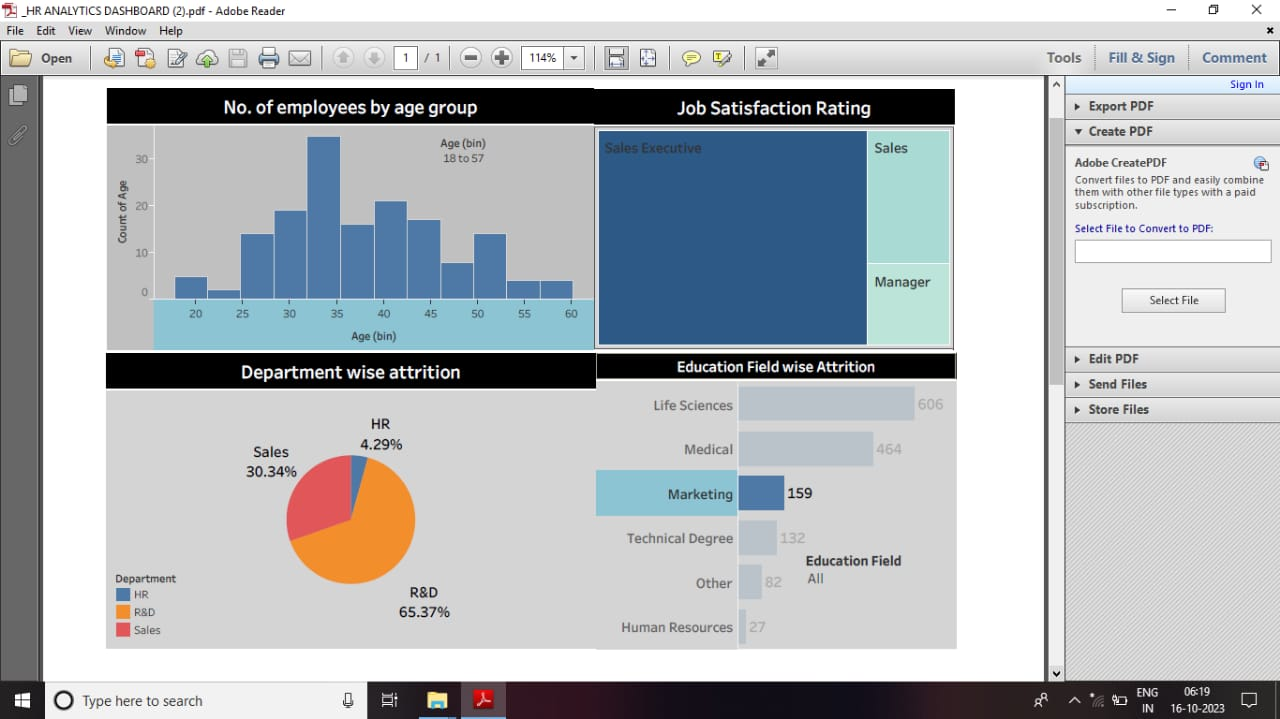 _HR ANALYTICS DASHBOARD (2).pdf - Adobe Reader
File Edit View Window Help
Open 1 / 1 114% Tools Fill & Sign Comment
Sign In
Export PDF
Create PDF
Adobe CreatePDF
Convert files to PDF and easily combine
them with other file types with a paid
subscription.
Select File to Convert to PDF:
Select File
Edit PDF
Send Files
Store Files
No. of employees by age group
Age (bin)
18 to 57
Count of Age
30
20
10
0
20 25 30 35 40 45 50 55 60
Age (bin)
Job Satisfaction Rating
Sales Executive
Sales
Manager
Department wise attrition
HR
4.29%
Sales
30.34%
R&D
65.37%
Department
HR
R&D
Sales
Education Field wise Attrition
Life Sciences 606
Medical 464
Marketing 159
Technical Degree 132
Other 82
Human Resources 27
Education Field
All
Type here to search
ENG
IN
06:19
16-10-2023